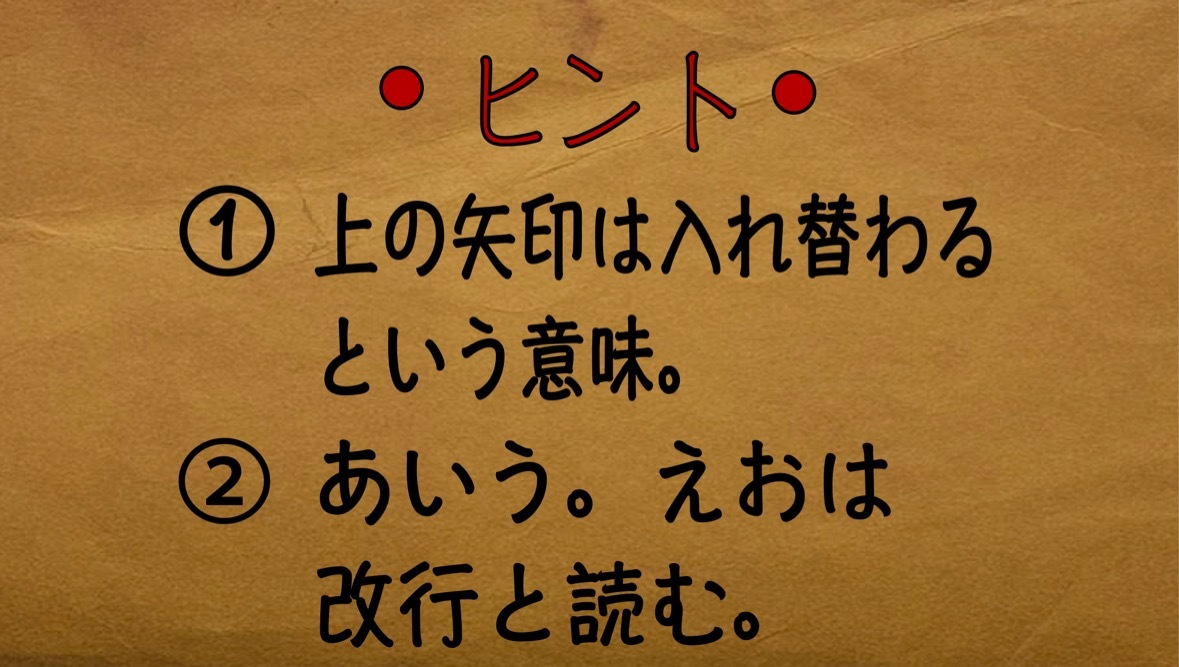 • ヒント •
① 上の矢印は入れ替わる
という意味。
② あいう。えおは
改行と読む。